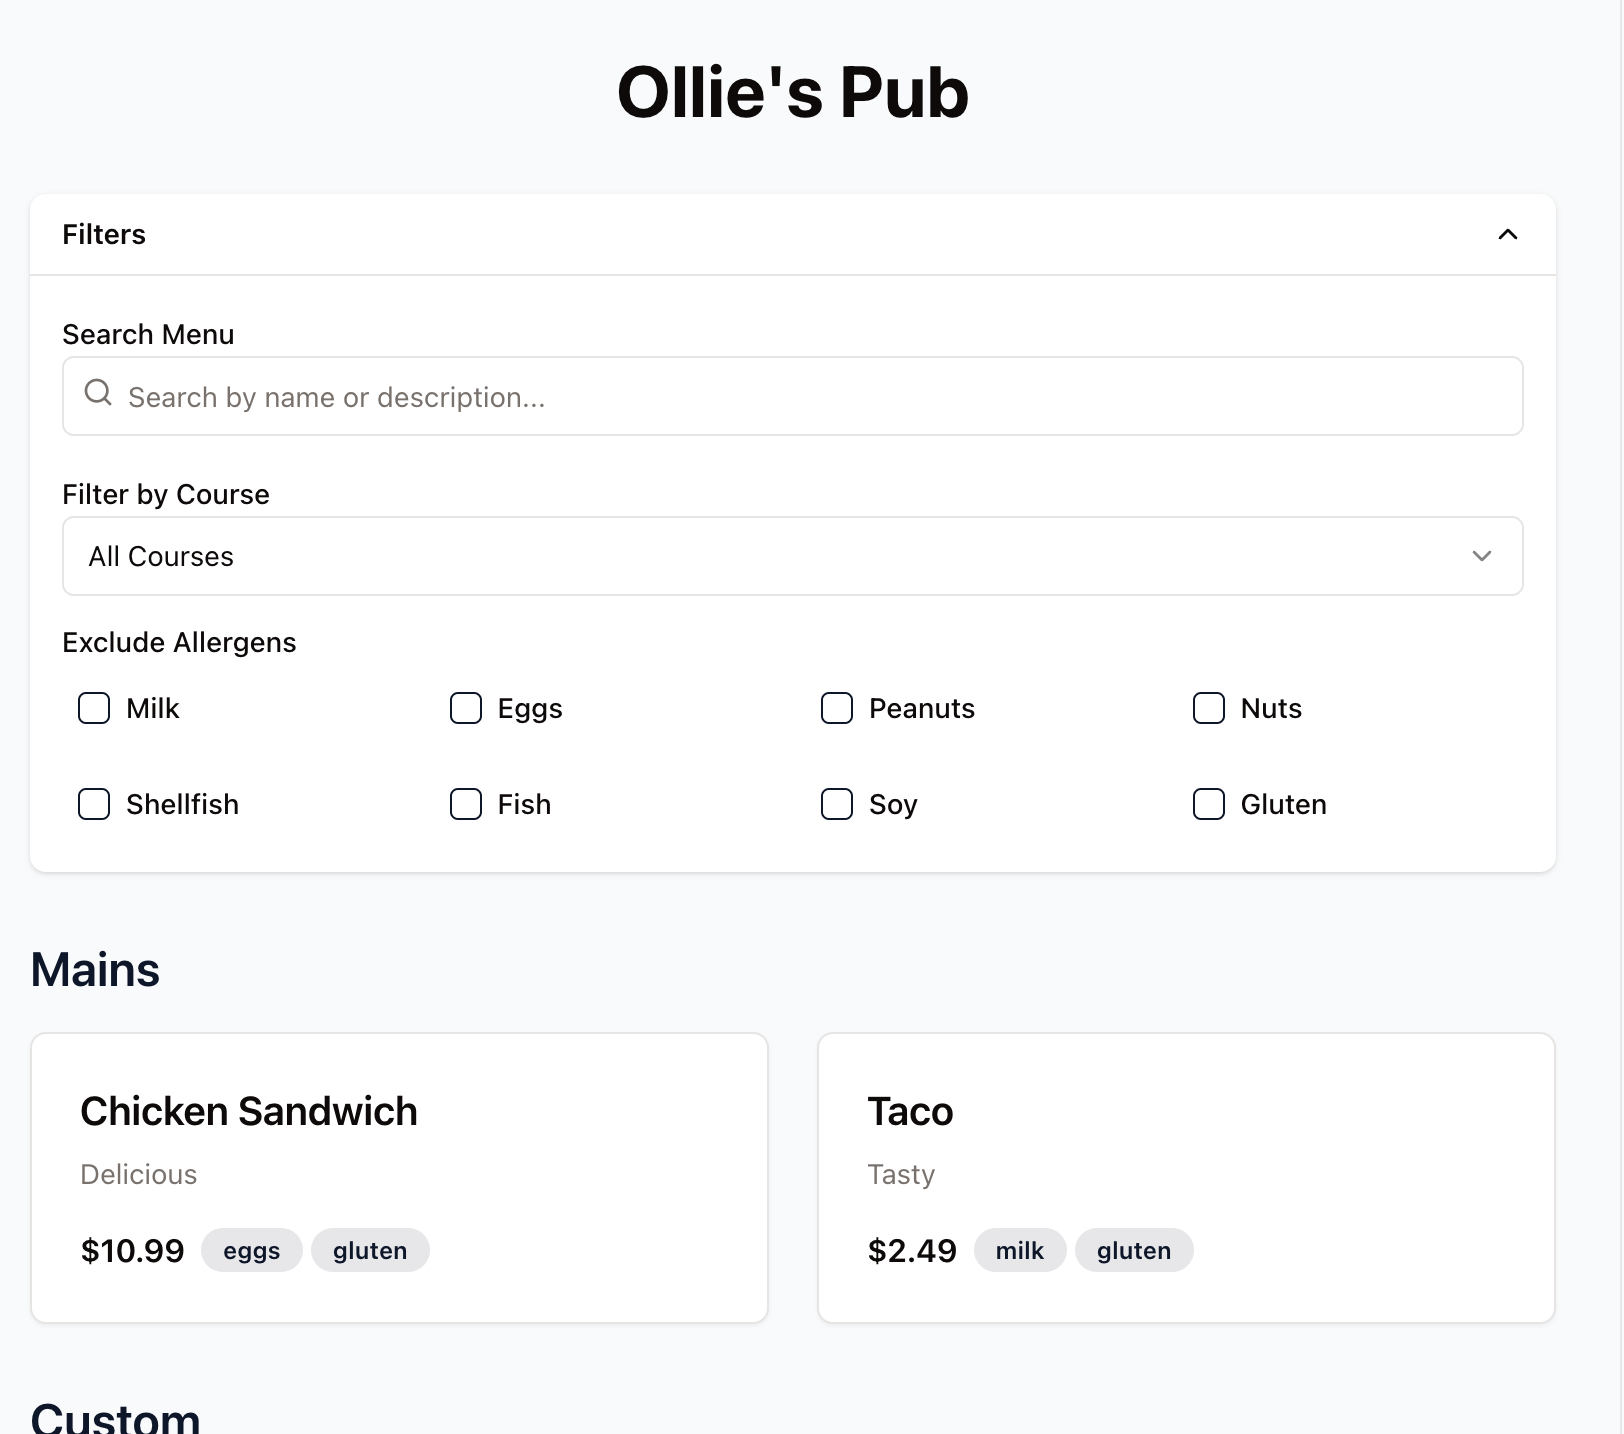 Ollie's Pub
Filters
Search Menu
Search by name or description...
Filter by Course
All Courses
Exclude Allergens
Milk Eggs Peanuts Nuts
Shellfish Fish Soy Gluten
Mains
Chicken Sandwich
Delicious
$10.99 eggs gluten
Taco
Tasty
$2.49 milk gluten
Custom